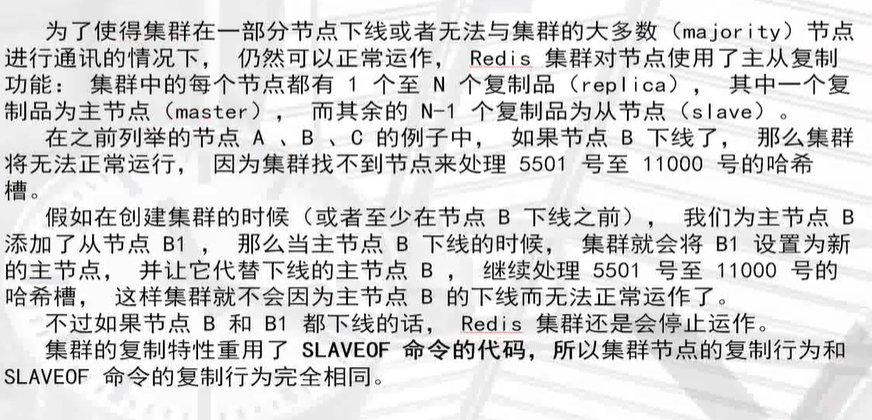 为了使得集群在一部分节点下线或者无法与集群的大多数（majority）节点
进行通讯的情况下， 仍然可以正常运作， Redis 集群对节点使用了主从复制
功能： 集群中的每个节点都有 1 个至 N 个复制品（replica）， 其中一个复
制品为主节点（master）， 而其余的 N-1 个复制品为从节点（slave）。
在之前列举的节点 A 、B 、C 的例子中， 如果节点 B 下线了， 那么集群
将无法正常运行， 因为集群找不到节点来处理 5501 号至 11000 号的哈希
槽。
假如在创建集群的时候（或者至少在节点 B 下线之前）， 我们为主节点 B
添加了从节点 B1 ， 那么当主节点 B 下线的时候， 集群就会将 B1 设置为新
的主节点， 并让它代替下线的主节点 B ， 继续处理 5501 号至 11000 号的
哈希槽， 这样集群就不会因为主节点 B 的下线而无法正常运作了。
不过如果节点 B 和 B1 都下线的话， Redis 集群还是会停止运作。
集群的复制特性重用了 SLAVEOF 命令的代码，所以集群节点的复制行为和
SLAVEOF 命令的复制行为完全相同。